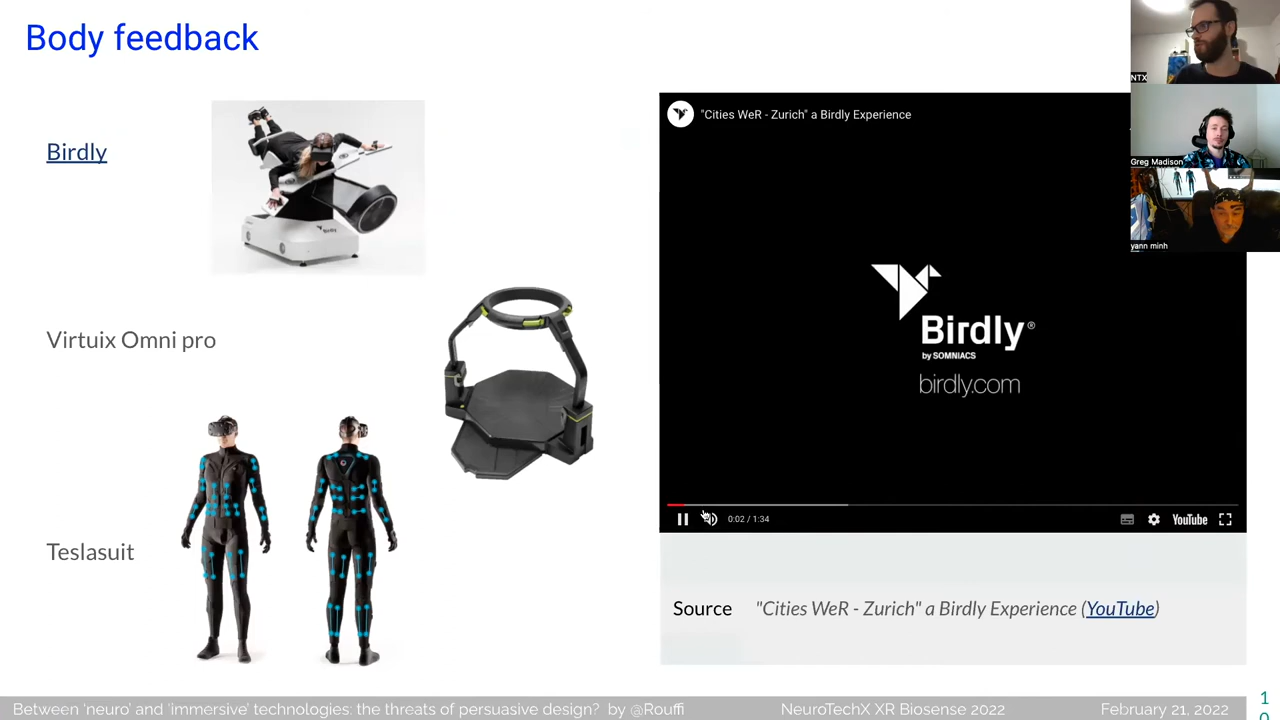 Body feedback
NTX
"Cities WeR - Zurich" a Birdly Experience
Birdly
Birdly
Greg Madison
yann minh
Birdly®
by SOMNIACS
birdly.com
Virtuix Omni pro
0:02 / 1:34
YouTube
Teslasuit
Source "Cities WeR - Zurich" a Birdly Experience (YouTube)
Between 'neuro' and 'immersive' technologies: the threats of persuasive design? by @Rouffi NeuroTechX XR Biosense 2022 February 21, 2022